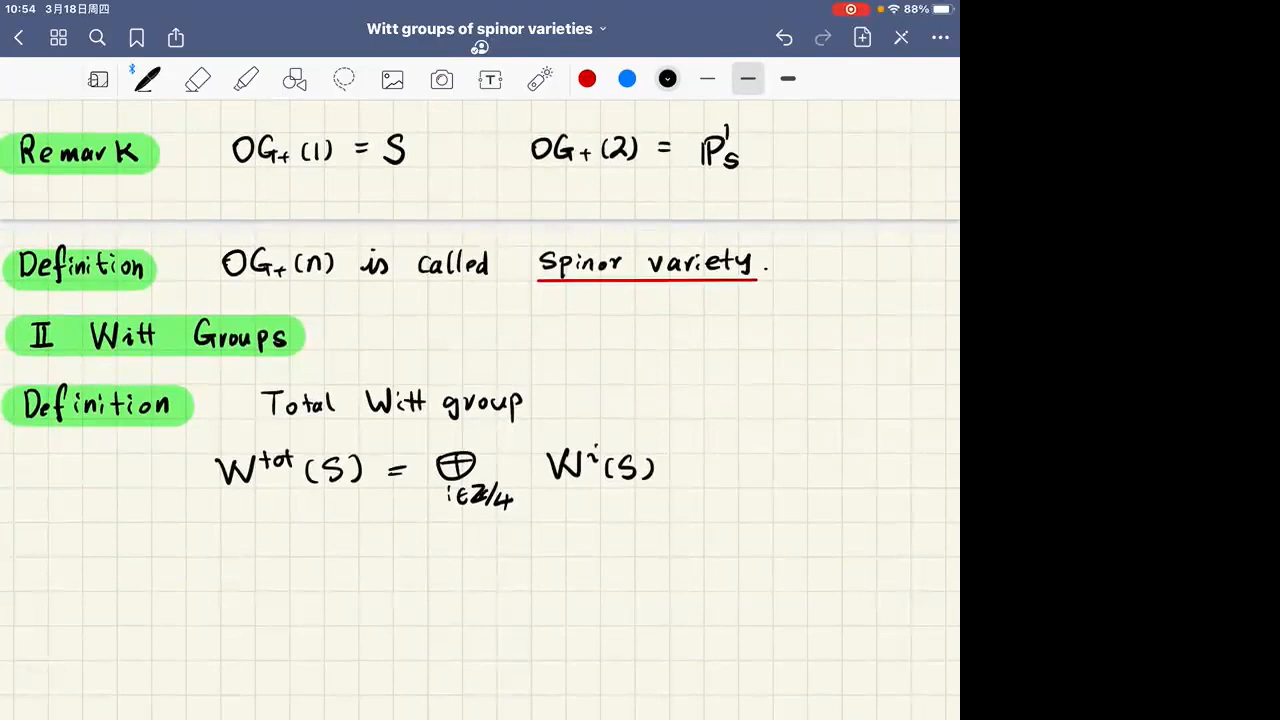 10:54 3月18日周四 88%
Witt groups of spinor varieties
T
Remark OG₊(1) = S OG₊(2) = ℙ¹_S
Definition OG₊(n) is called spinor variety.
II Witt Groups
Definition Total Witt group
W^tot(S) = ⊕_{i∈ℤ/4} W^i(S)